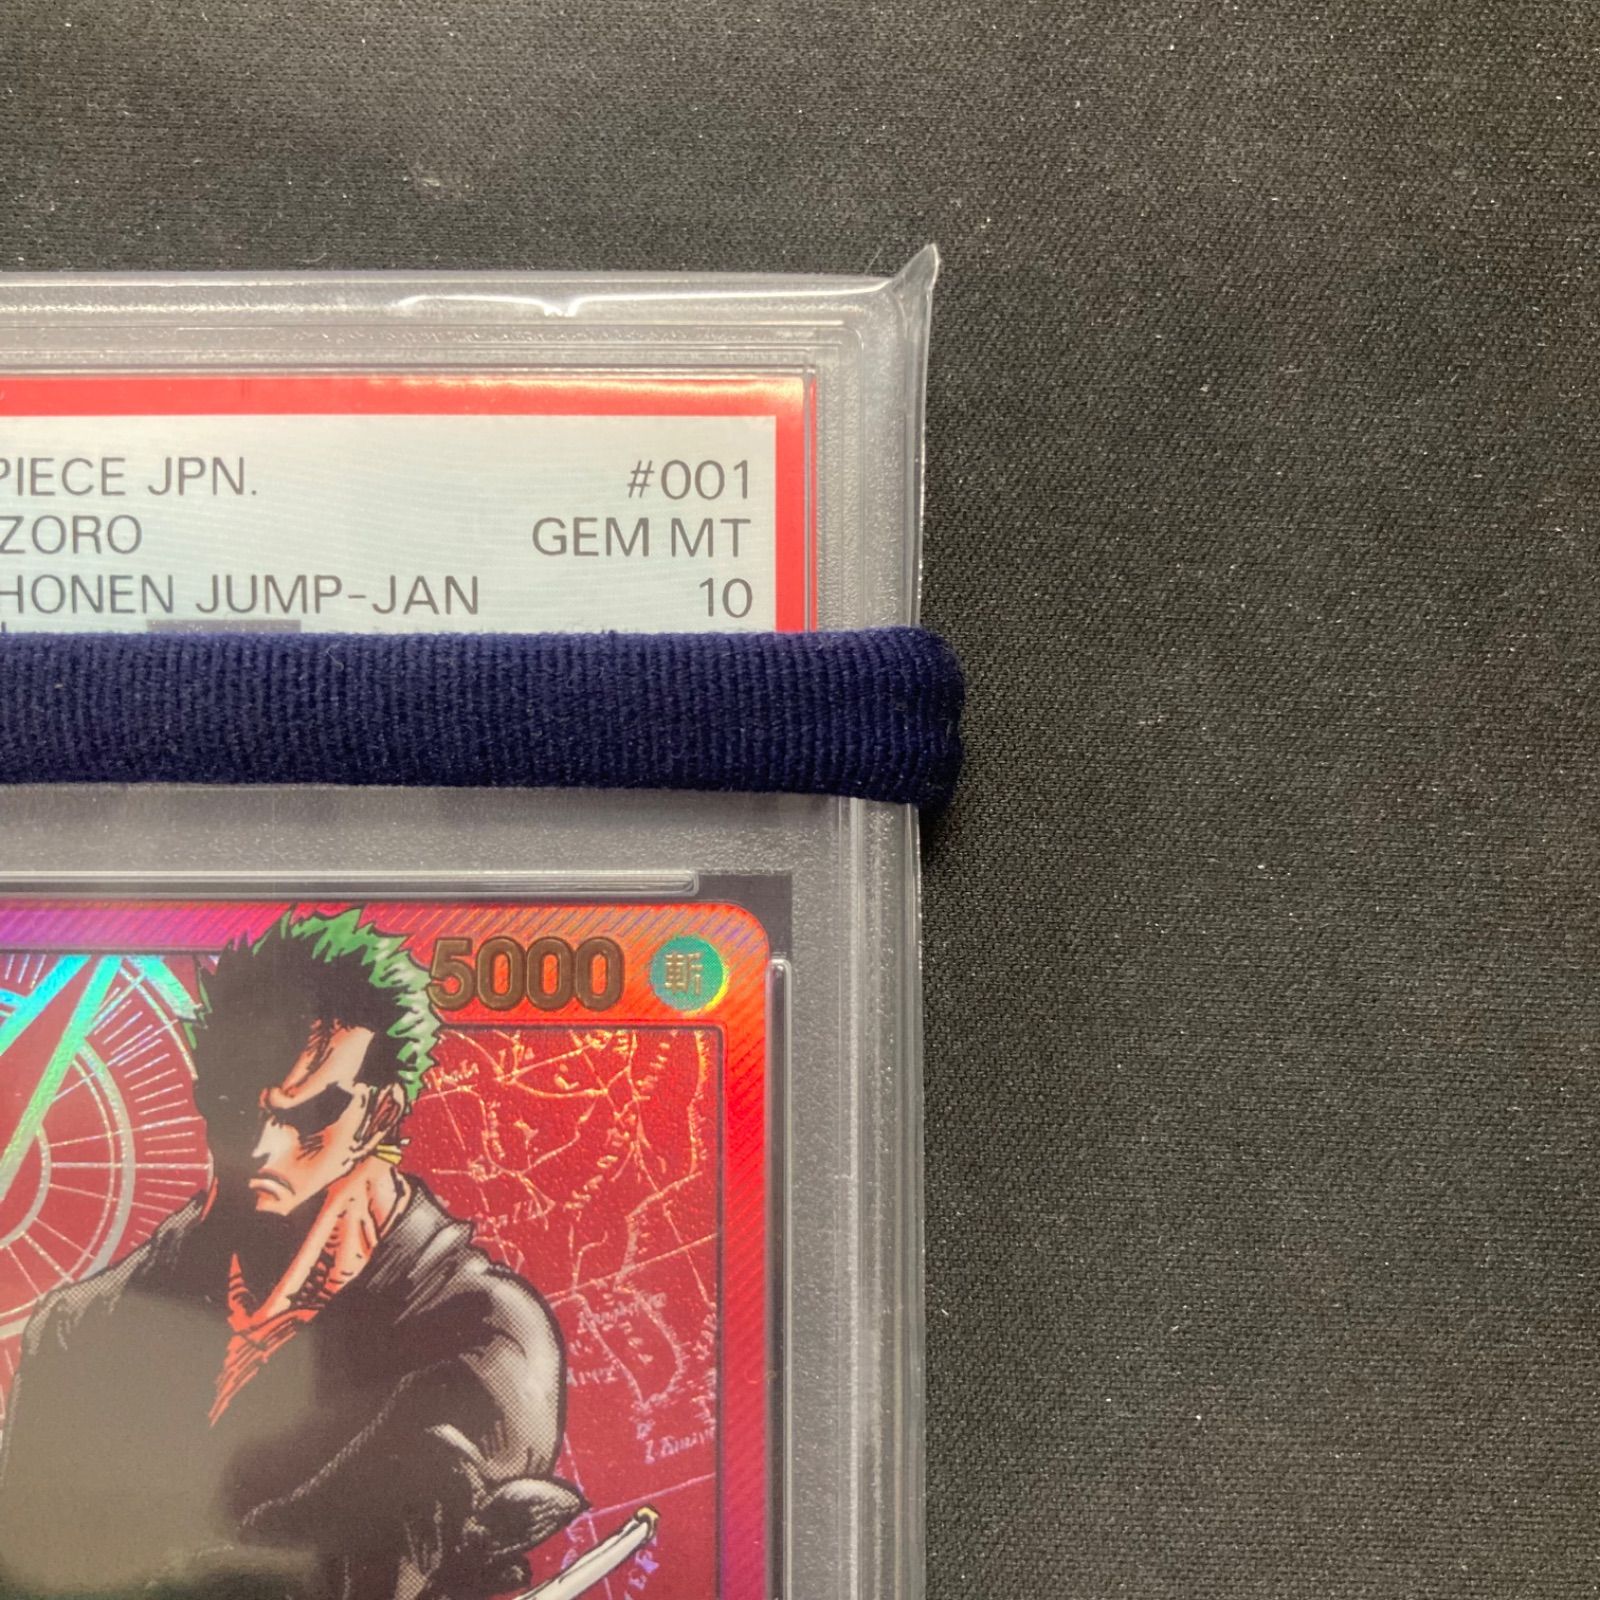 PIECE JPN. #001
ZORO GEM MT
HONEN JUMP-JAN 10
5000 斬